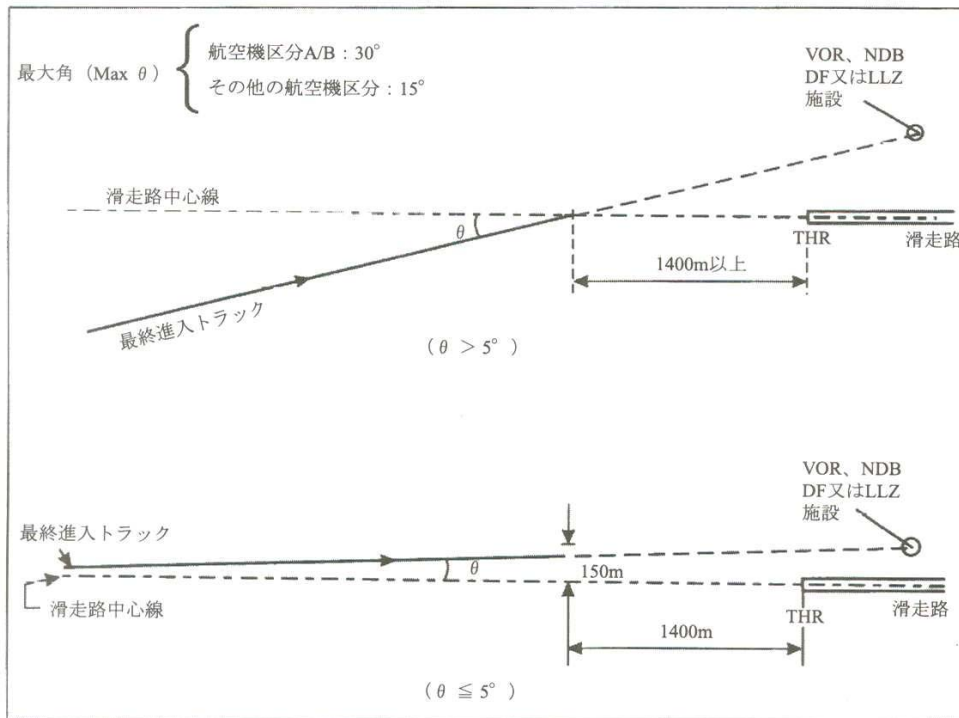 最大角（Max θ）
航空機区分A/B：30°
その他の航空機区分：15°
VOR、NDB
DF又はLLZ
施設
滑走路中心線
θ
THR
滑走路
1400m以上
最終進入トラック
（θ > 5°）
VOR、NDB
DF又はLLZ
施設
最終進入トラック
θ
150m
滑走路中心線
THR
滑走路
1400m
（θ ≦ 5°）